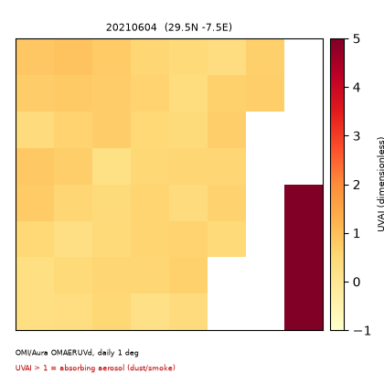 20210604  (29.5N -7.5E)
5
4
3
2
1
0
−1
UVAI (dimensionless)
OMI/Aura OMAERUVd, daily 1 deg
UVAI > 1 = absorbing aerosol (dust/smoke)